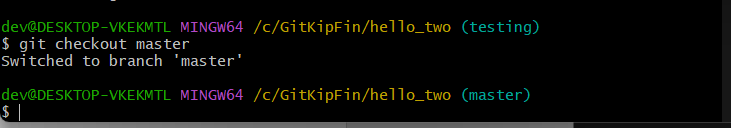 dev@DESKTOP-VKEKMTL MINGW64 /c/GitKipFin/hello_two (testing)
$ git checkout master
Switched to branch 'master'
dev@DESKTOP-VKEKMTL MINGW64 /c/GitKipFin/hello_two (master)
$